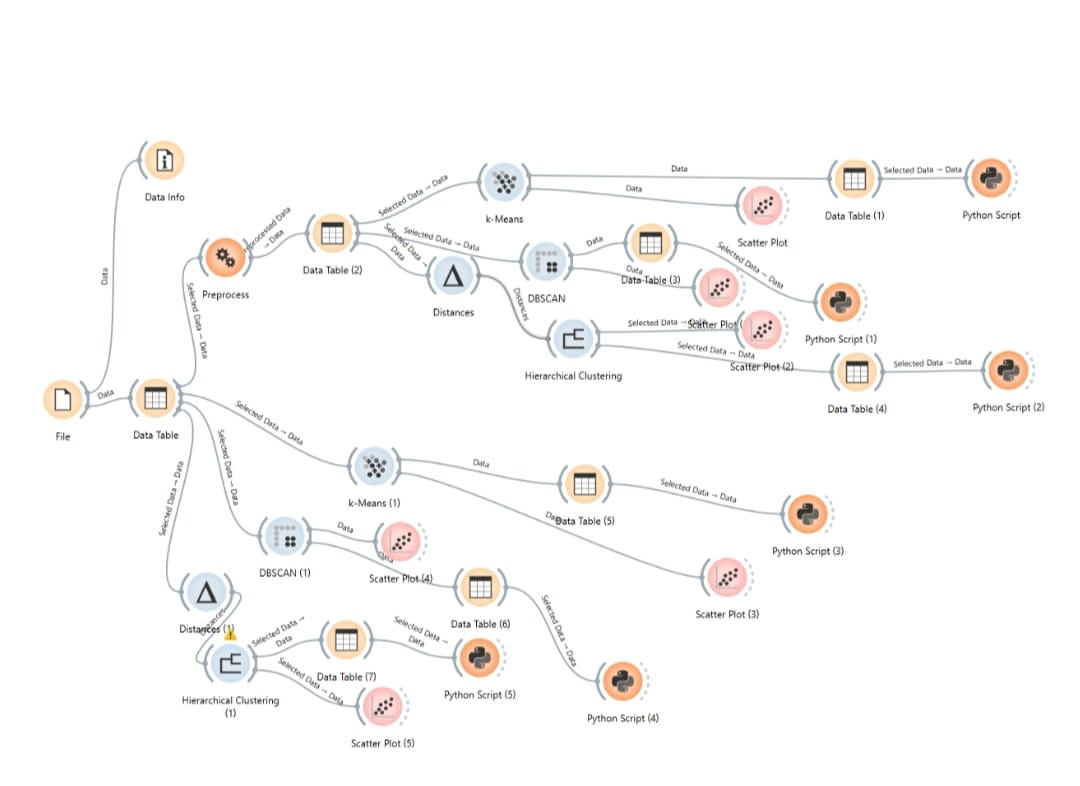 Data Info
Data
Preprocess
Selected Data → Data
Preprocessed Data
→ Data
Data Table (2)
Selected Data → Data
k-Means
Data
Data
Data Table (1)
Selected Data → Data
Python Script
Scatter Plot
Selected Data → Data
DBSCAN
Data
Data
Data Table (3)
Selected Data → Data
Python Script (1)
Scatter Plot
Selected Data →
Data
Distances
Distances
Hierarchical Clustering
Selected Data → Data
Scatter Plot (2)
Selected Data → Data
Data Table (4)
Selected Data → Data
Python Script (2)
File
Data
Data Table
Selected Data → Data
k-Means (1)
Data
Data Table (5)
Selected Data → Data
Python Script (3)
Data
Scatter Plot (3)
Selected Data → Data
DBSCAN (1)
Data
Scatter Plot (4)
Data
Data Table (6)
Selected Data → Data
Python Script (4)
Selected Data → Data
Distances (1)
Distances
Hierarchical Clustering
(1)
Selected Data →
Data
Data Table (7)
Selected Data →
Data
Python Script (5)
Selected Data → Data
Scatter Plot (5)